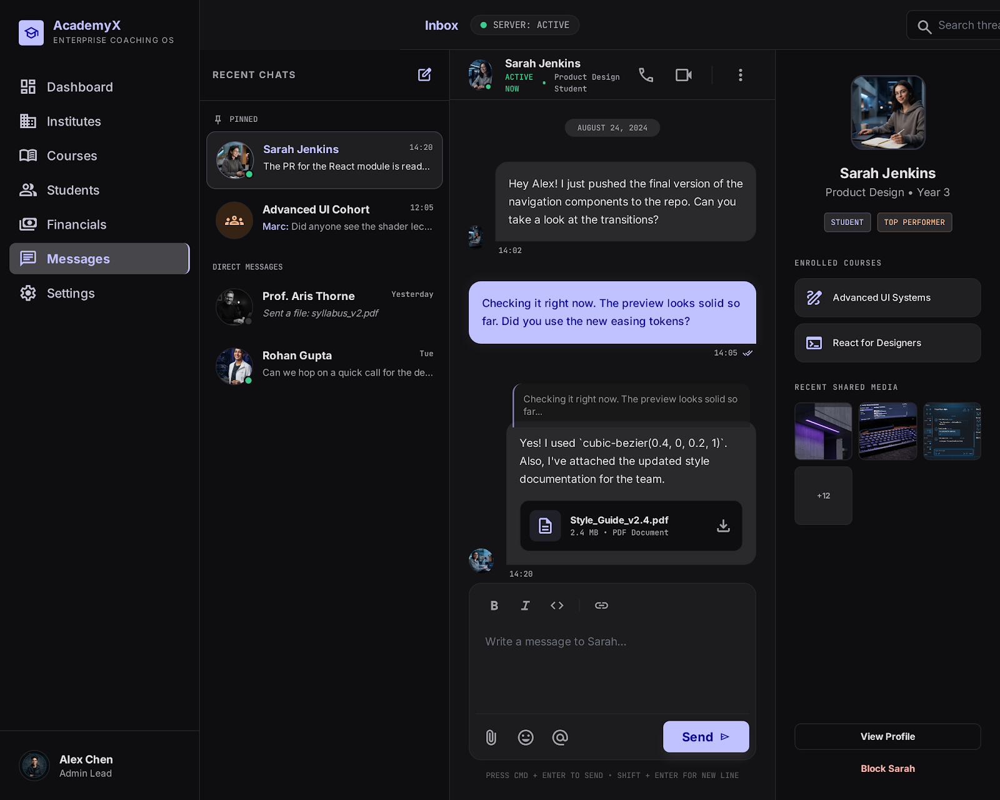 AcademyX
ENTERPRISE COACHING OS
Dashboard
Institutes
Courses
Students
Financials
Messages
Settings
Alex Chen
Admin Lead
Inbox
SERVER: ACTIVE
Search threa
RECENT CHATS
PINNED
Sarah Jenkins
14:20
The PR for the React module is read...
Advanced UI Cohort
12:05
Marc: Did anyone see the shader lec...
DIRECT MESSAGES
Prof. Aris Thorne
Yesterday
Sent a file: syllabus_v2.pdf
Rohan Gupta
Tue
Can we hop on a quick call for the de...
Sarah Jenkins
ACTIVE NOW
•
Product Design Student
AUGUST 24, 2024
Hey Alex! I just pushed the final version of the
navigation components to the repo. Can you
take a look at the transitions?
14:02
Checking it right now. The preview looks solid so
far. Did you use the new easing tokens?
14:05
Checking it right now. The preview looks solid so
far...
Yes! I used `cubic-bezier(0.4, 0, 0.2, 1)`.
Also, I've attached the updated style
documentation for the team.
Style_Guide_v2.4.pdf
2.4 MB • PDF Document
14:20
B I <>
Write a message to Sarah...
Send
PRESS CMD + ENTER TO SEND • SHIFT + ENTER FOR NEW LINE
Sarah Jenkins
Product Design • Year 3
STUDENT
TOP PERFORMER
ENROLLED COURSES
Advanced UI Systems
React for Designers
RECENT SHARED MEDIA
+12
View Profile
Block Sarah